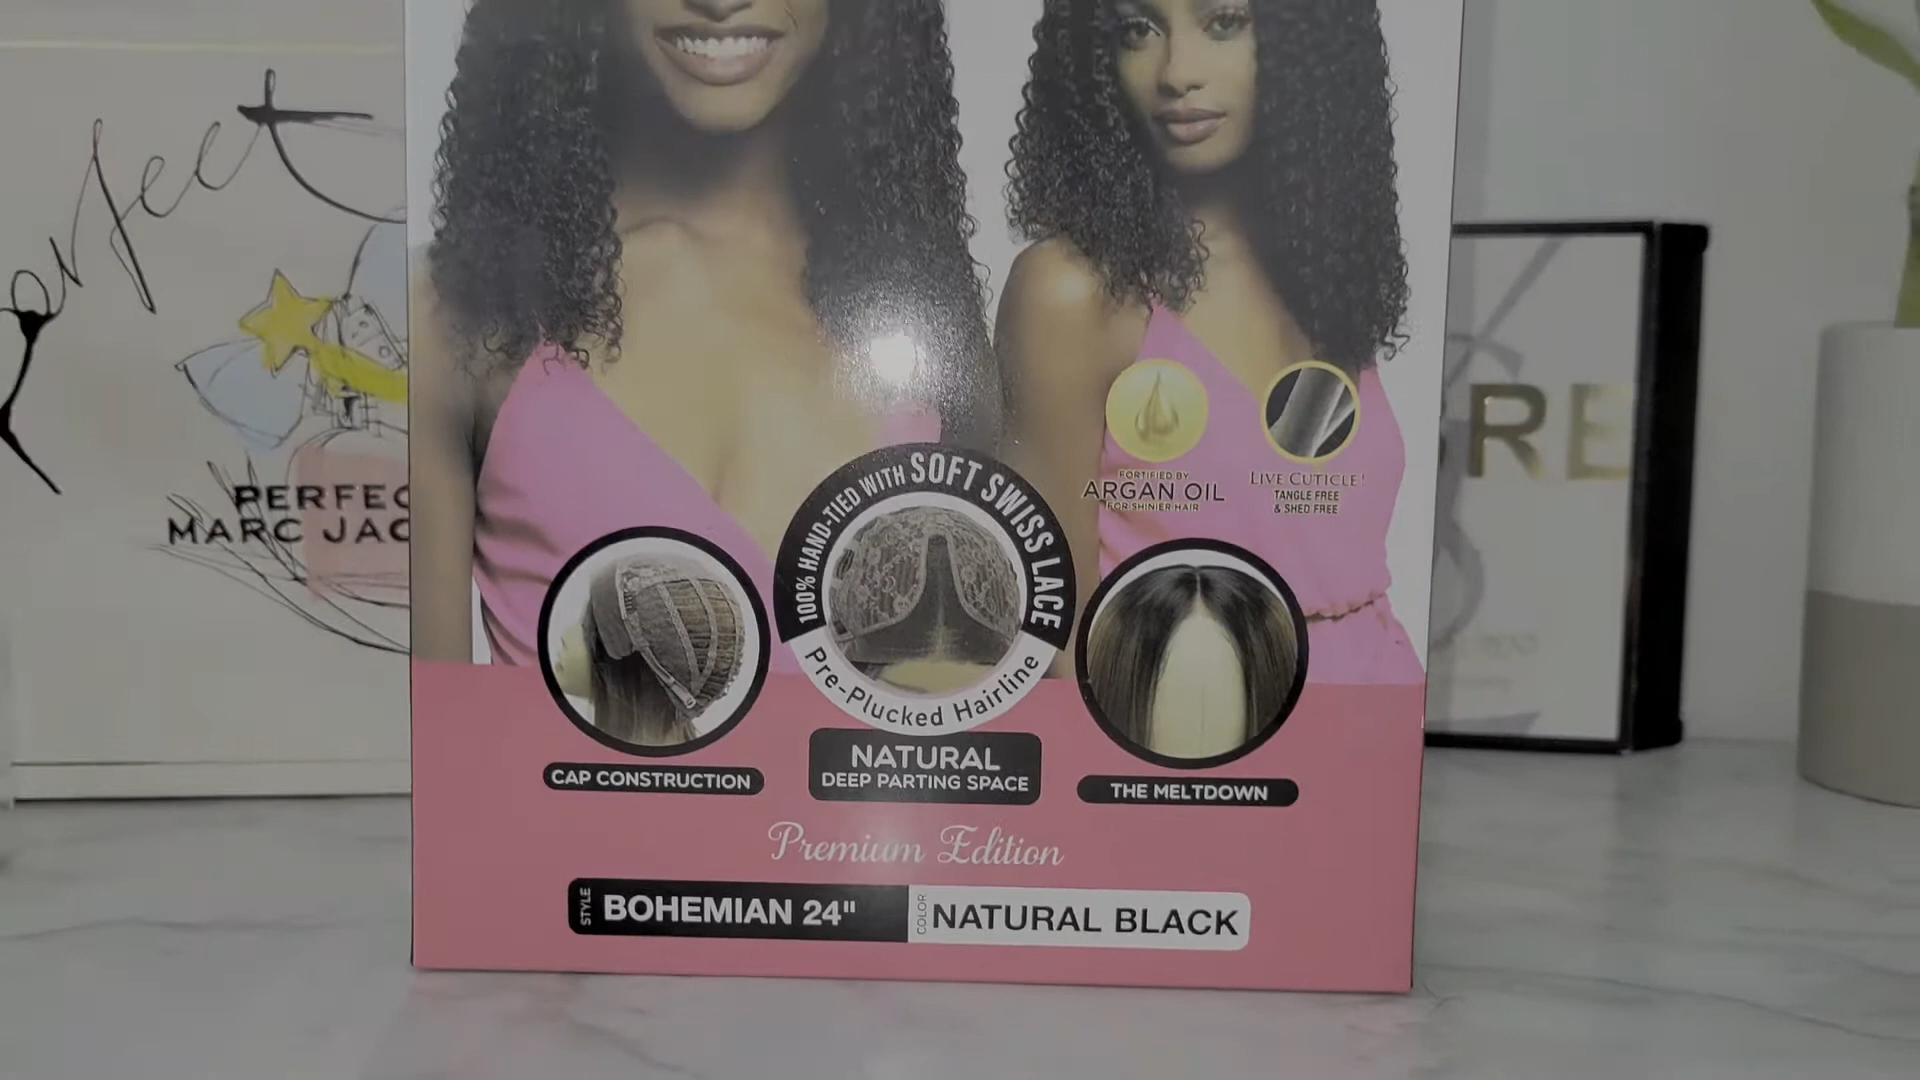 Perfect
PERFEC
MARC JAC
RE
FORTIFIED BY
ARGAN OIL
FOR SHINIER HAIR
LIVE CUTICLE!
TANGLE FREE
& SHED FREE
100% HAND-TIED WITH SOFT SWISS LACE
Pre-Plucked Hairline
CAP CONSTRUCTION
NATURAL
DEEP PARTING SPACE
THE MELTDOWN
Premium Edition
STYLE BOHEMIAN 24" COLOR NATURAL BLACK